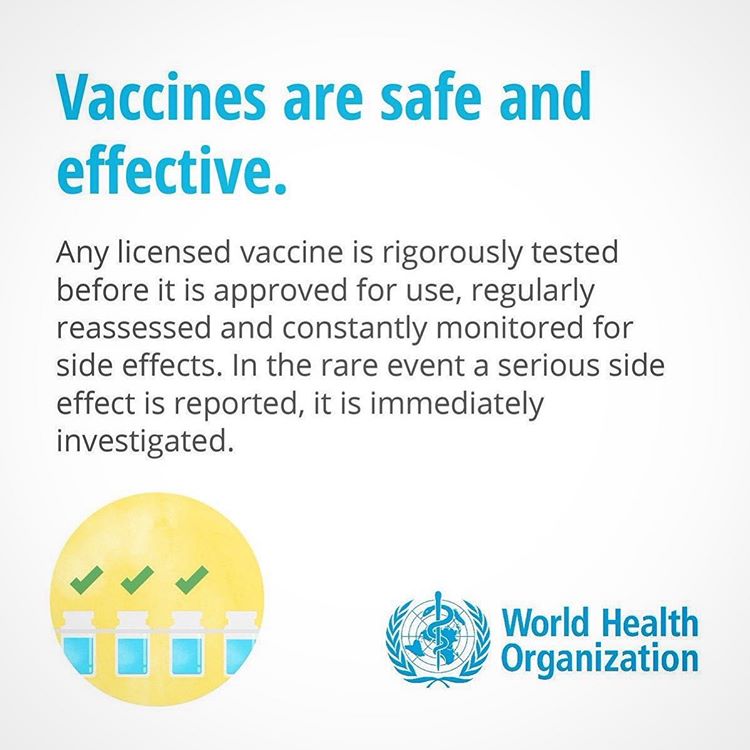 Vaccines are safe and
effective.
Any licensed vaccine is rigorously tested
before it is approved for use, regularly
reassessed and constantly monitored for
side effects. In the rare event a serious side
effect is reported, it is immediately
investigated.
World Health
Organization